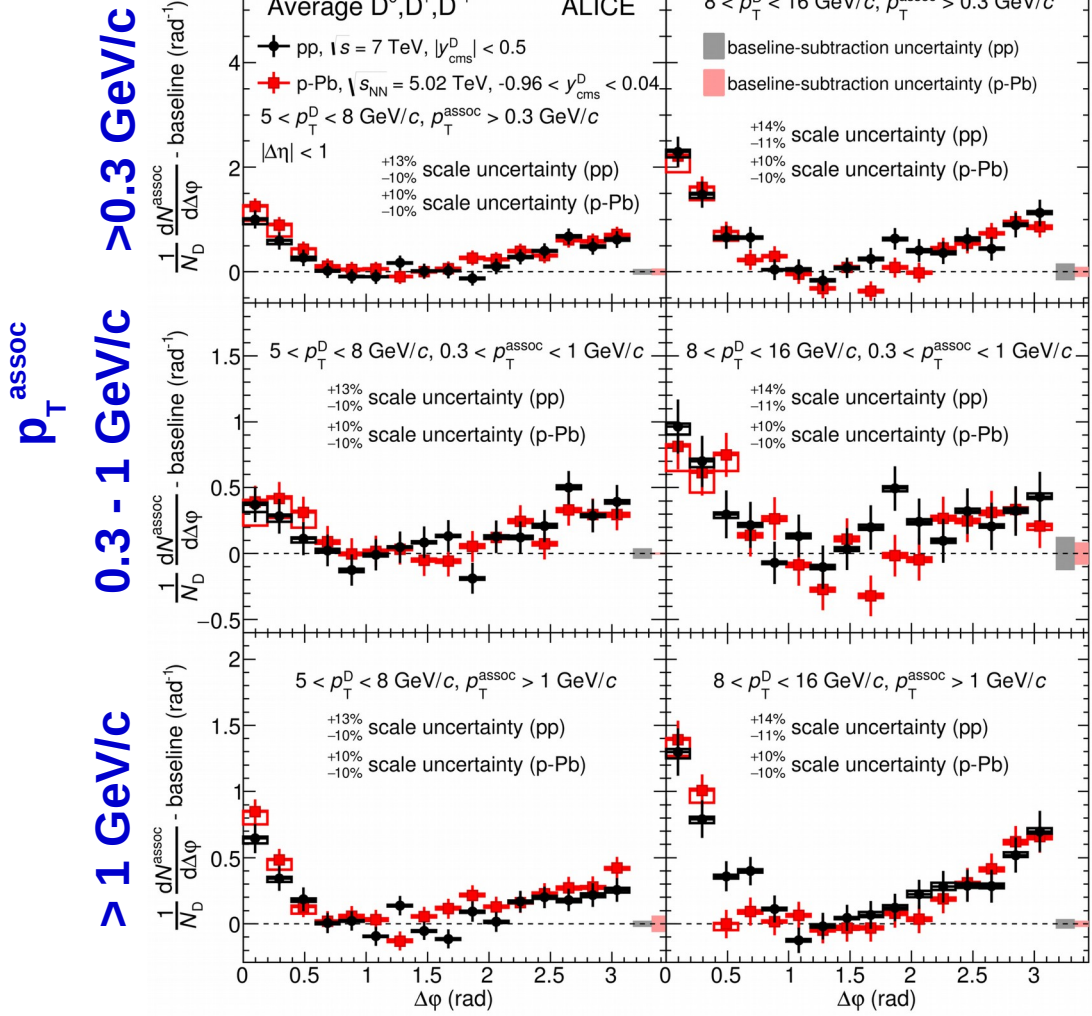 Average D⁰,D⁺,D*⁺ ALICE
pp, √s = 7 TeV, |y^D_cms| < 0.5
p-Pb, √s_NN = 5.02 TeV, -0.96 < y^D_cms < 0.04
5 < p_T^D < 8 GeV/c, p_T^assoc > 0.3 GeV/c
|Δη| < 1
+13% −10% scale uncertainty (pp)
+10% −10% scale uncertainty (p-Pb)
8 < p_T^D < 16 GeV/c, p_T^assoc > 0.3 GeV/c
baseline-subtraction uncertainty (pp)
baseline-subtraction uncertainty (p-Pb)
+14% −11% scale uncertainty (pp)
+10% −10% scale uncertainty (p-Pb)
>0.3 GeV/c
1/N_D dN^assoc/dΔφ - baseline (rad⁻¹)
4
2
0
p_T^assoc
0.3 - 1 GeV/c
1/N_D dN^assoc/dΔφ - baseline (rad⁻¹)
1.5
1
0.5
0
−0.5
5 < p_T^D < 8 GeV/c, 0.3 < p_T^assoc < 1 GeV/c
+13% −10% scale uncertainty (pp)
+10% −10% scale uncertainty (p-Pb)
8 < p_T^D < 16 GeV/c, 0.3 < p_T^assoc < 1 GeV/c
+14% −11% scale uncertainty (pp)
+10% −10% scale uncertainty (p-Pb)
> 1 GeV/c
1/N_D dN^assoc/dΔφ - baseline (rad⁻¹)
2
1.5
1
0.5
0
5 < p_T^D < 8 GeV/c, p_T^assoc > 1 GeV/c
+13% −10% scale uncertainty (pp)
+10% −10% scale uncertainty (p-Pb)
8 < p_T^D < 16 GeV/c, p_T^assoc > 1 GeV/c
+14% −11% scale uncertainty (pp)
+10% −10% scale uncertainty (p-Pb)
0 0.5 1 1.5 2 2.5 3
0 0.5 1 1.5 2 2.5 3
Δφ (rad)
Δφ (rad)